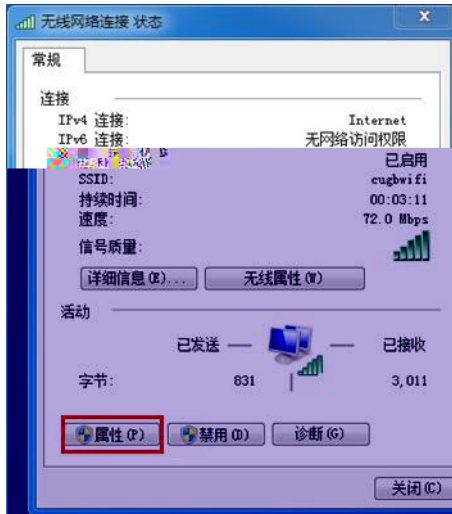 无线网络连接 状态
常规
连接
IPv4 连接: Internet
IPv6 连接: 无网络访问权限
已启用
SSID: cugbwifi
持续时间: 00:03:11
速度: 72.0 Mbps
信号质量:
详细信息(E)... 无线属性(W)
活动
已发送 — — 已接收
字节: 831 3,011
属性(P) 禁用(D) 诊断(G)
关闭(C)